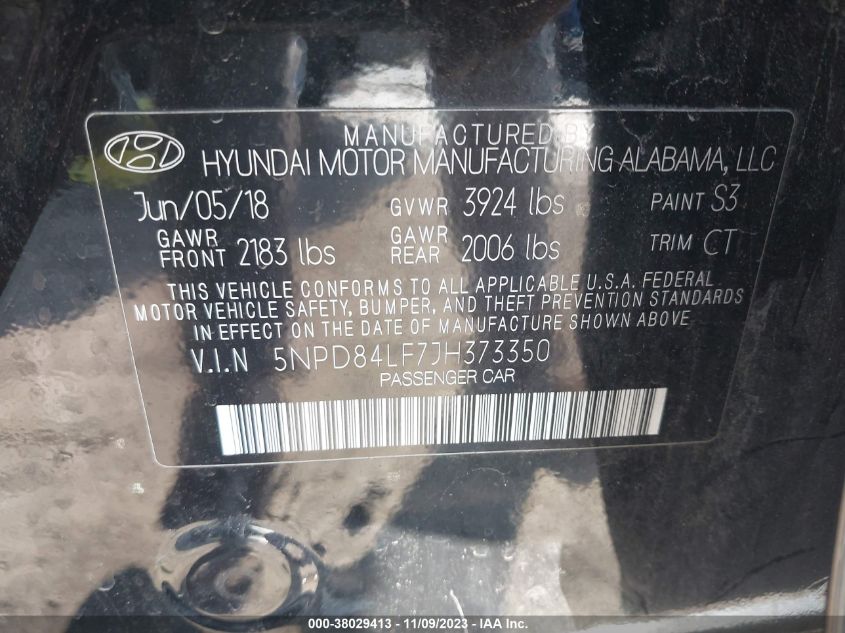 MANUFACTURED BY
HYUNDAI MOTOR MANUFACTURING ALABAMA, LLC
Jun/05/18 GVWR 3924 lbs PAINT S3
GAWR FRONT 2183 lbs GAWR REAR 2006 lbs TRIM CT
THIS VEHICLE CONFORMS TO ALL APPLICABLE U.S.A. FEDERAL
MOTOR VEHICLE SAFETY, BUMPER, AND THEFT PREVENTION STANDARDS
IN EFFECT ON THE DATE OF MANUFACTURE SHOWN ABOVE
V.I.N 5NPD84LF7JH373350
PASSENGER CAR
000-38029413 - 11/09/2023 - IAA Inc.